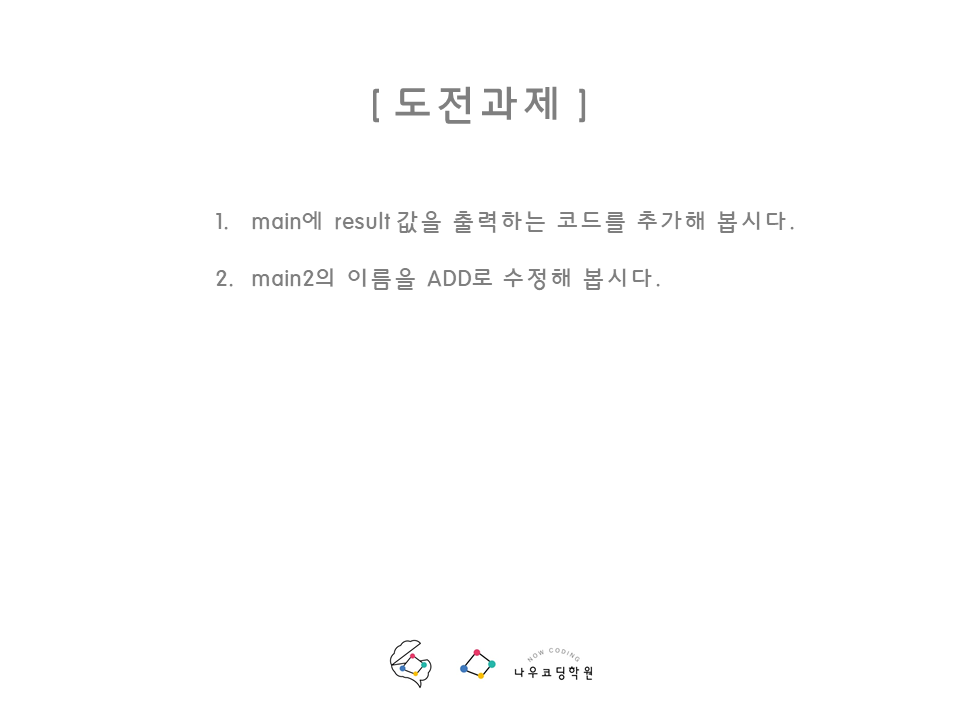 [ 도전과제 ]
1. main에 result 값을 출력하는 코드를 추가해 봅시다.
2. main2의 이름을 ADD로 수정해 봅시다.
NOW CODING
나우코딩학원